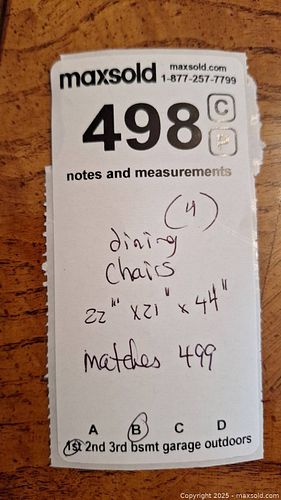 maxsold maxsold.com
1-877-257-7799
498 C
notes and measurements
(4)
dining
chairs
22" x21" x 44"
matches 499
A B C D
1st 2nd 3rd bsmt garage outdoors
Copyright 2025 - maxsold.com